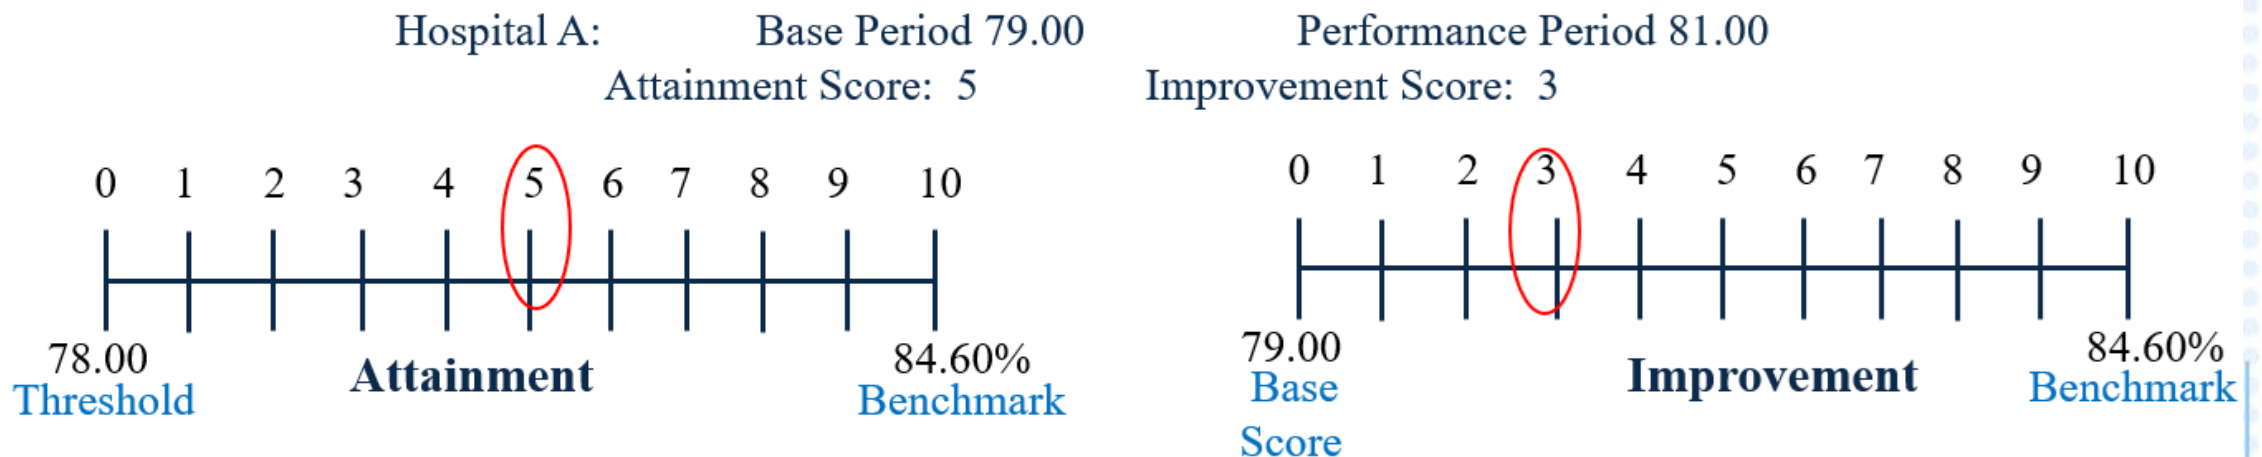 Hospital A: Base Period 79.00 Performance Period 81.00
Attainment Score: 5 Improvement Score: 3
0 1 2 3 4 5 6 7 8 9 10
78.00 84.60%
Threshold Attainment Benchmark
0 1 2 3 4 5 6 7 8 9 10
79.00 84.60%
Base Improvement Benchmark
Score